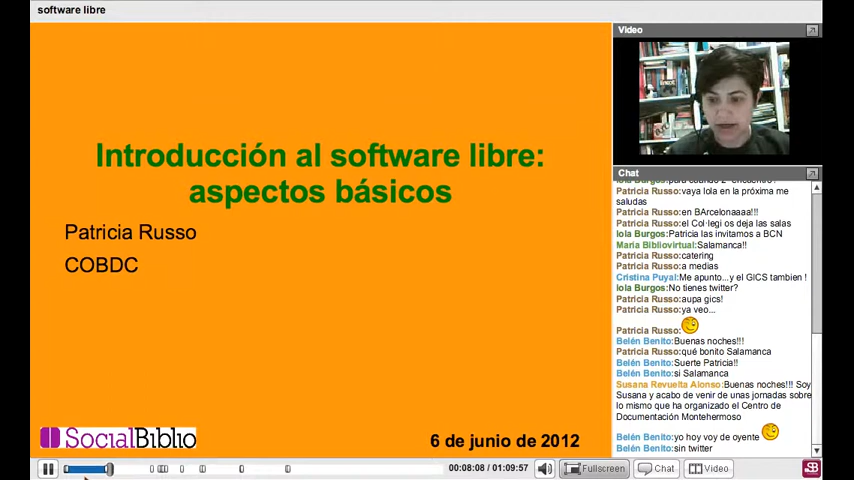 software libre
Introducción al software libre:
aspectos básicos
Patricia Russo
COBDC
SocialBiblio
6 de junio de 2012
Video
Chat
Patricia Russo:vaya lola en la próxima me
saludas
Patricia Russo:en BArcelonaaaa!!!
Patricia Russo:el Col·legi os deja las salas
lola Burgos:Patricia las invitamos a BCN
Maria Bibliovirtual:Salamanca!!
Patricia Russo:catering
Patricia Russo:a medias
Cristina Puyal:Me apunto...y el GICS tambien !
lola Burgos:No tienes twitter?
Patricia Russo:aupa gics!
Patricia Russo:ya veo...
Patricia Russo:
Belén Benito:Buenas noches!!!
Patricia Russo:qué bonito Salamanca
Belén Benito:Suerte Patricia!!
Belén Benito:si Salamanca
Susana Revuelta Alonso:Buenas noches!!! Soy
Susana y acabo de venir de unas jornadas sobre
lo mismo que ha organizado el Centro de
Documentación Montehermoso
Belén Benito:yo hoy voy de oyente
Belén Benito:sin twitter
00:08:08 / 01:09:57
Fullscreen
Chat
Video
SB